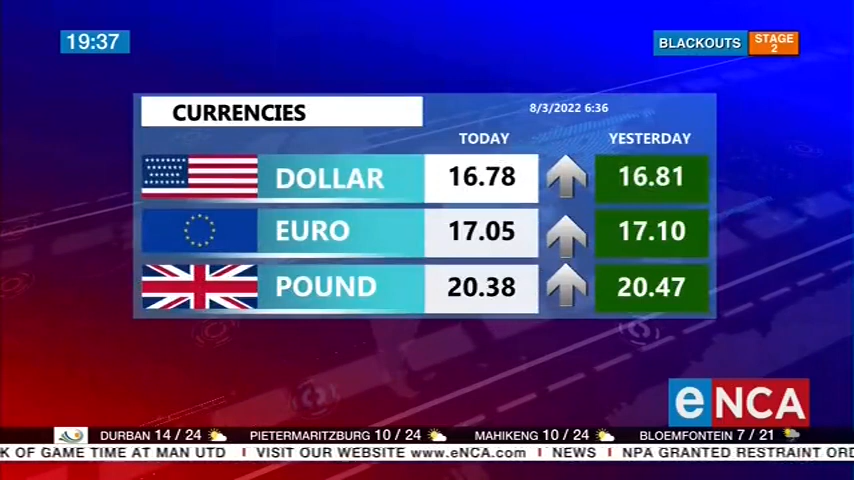 19:37
BLACKOUTS STAGE 2
CURRENCIES
8/3/2022 6:36
TODAY YESTERDAY
DOLLAR 16.78 16.81
EURO 17.05 17.10
POUND 20.38 20.47
eNCA
DURBAN 14 / 24 PIETERMARITZBURG 10 / 24 MAHIKENG 10 / 24 BLOEMFONTEIN 7 / 21
K OF GAME TIME AT MAN UTD I VISIT OUR WEBSITE www.eNCA.com I NEWS I NPA GRANTED RESTRAINT ORD